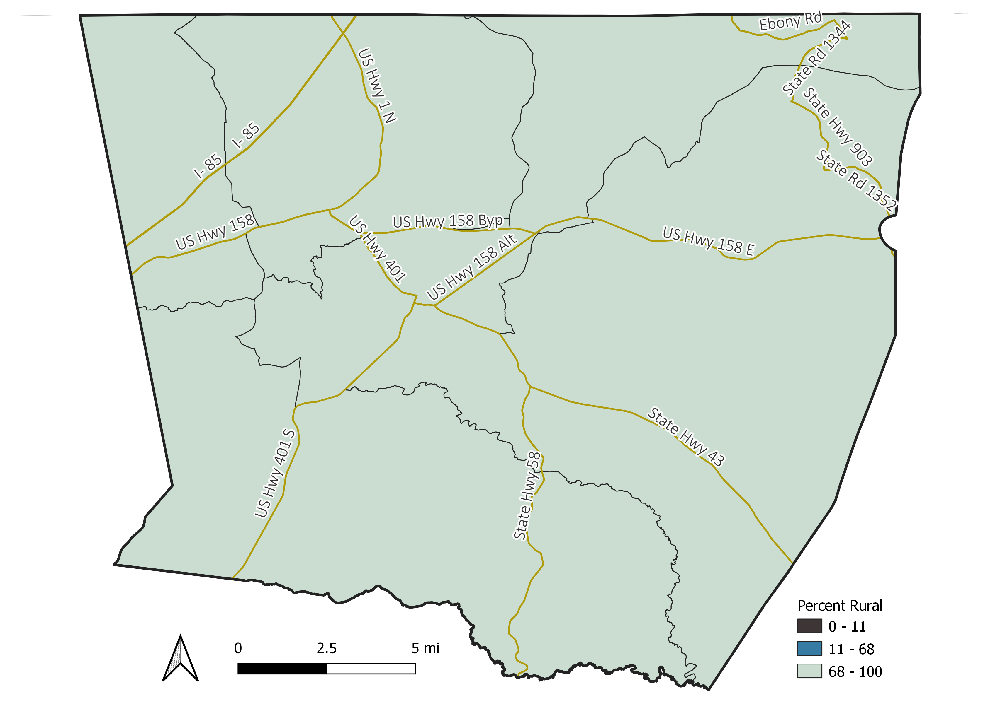 Ebony Rd
State Rd 1344
US Hwy 1 N
State Hwy 903
I- 85
I- 85
State Rd 1352
US Hwy 158
US Hwy 401
US Hwy 158 Byp
US Hwy 158 E
US Hwy 158 Alt
State Hwy 43
US Hwy 401 S
State Hwy 58
Percent Rural
0 - 11
11 - 68
68 - 100
0 2.5 5 mi